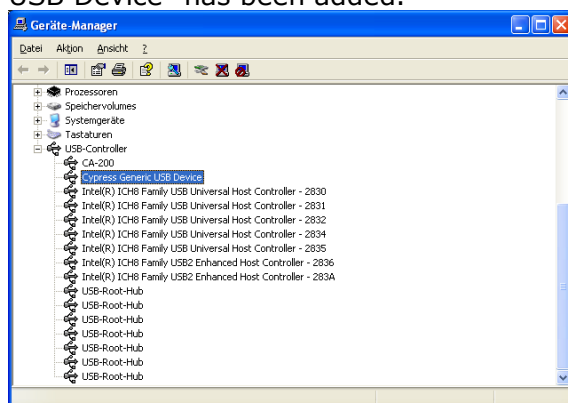 USB Device" has been added.
Geräte-Manager
Datei Aktion Ansicht ?
Prozessoren
Speichervolumes
Systemgeräte
Tastaturen
USB-Controller
CA-200
Cypress Generic USB Device
Intel(R) ICH8 Family USB Universal Host Controller - 2830
Intel(R) ICH8 Family USB Universal Host Controller - 2831
Intel(R) ICH8 Family USB Universal Host Controller - 2832
Intel(R) ICH8 Family USB Universal Host Controller - 2834
Intel(R) ICH8 Family USB Universal Host Controller - 2835
Intel(R) ICH8 Family USB2 Enhanced Host Controller - 2836
Intel(R) ICH8 Family USB2 Enhanced Host Controller - 283A
USB-Root-Hub
USB-Root-Hub
USB-Root-Hub
USB-Root-Hub
USB-Root-Hub
USB-Root-Hub
USB-Root-Hub